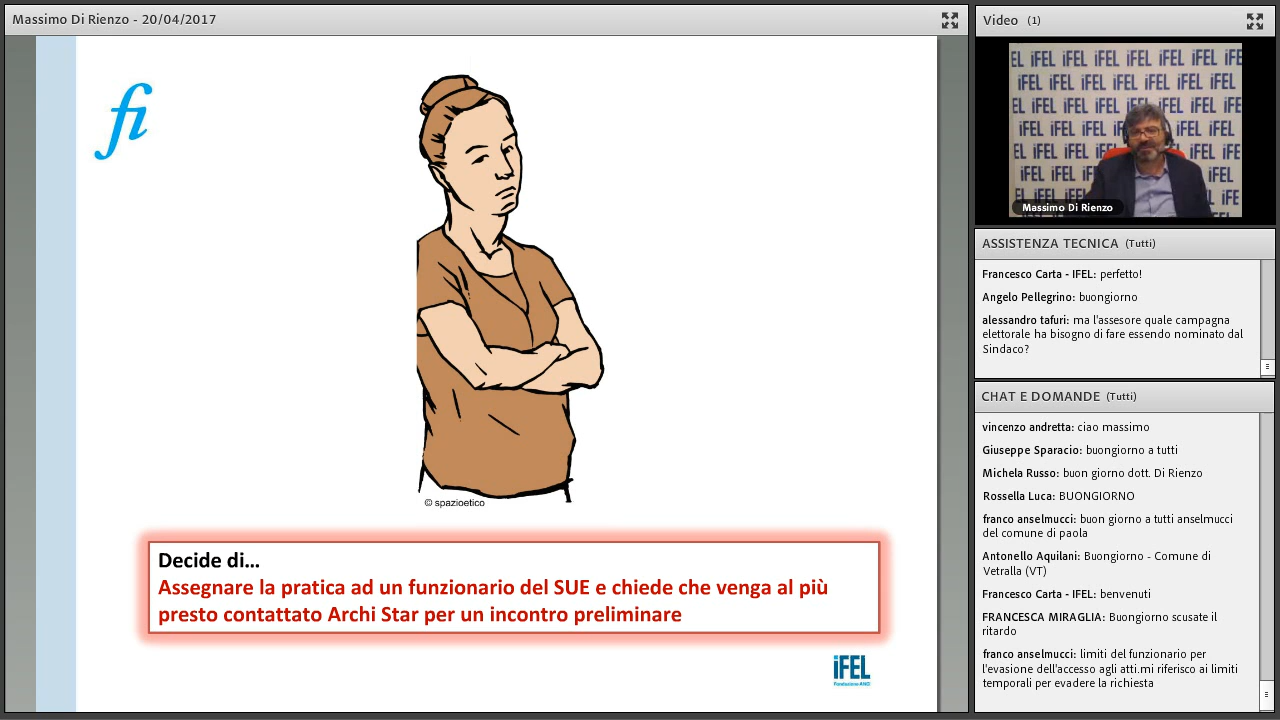 Massimo Di Rienzo - 20/04/2017
fi
© spazioetico
Decide di...
Assegnare la pratica ad un funzionario del SUE e chiede che venga al più
presto contattato Archi Star per un incontro preliminare
iFEL
Fondazione ANCI
Video (1)
Massimo Di Rienzo
ASSISTENZA TECNICA (Tutti)
Francesco Carta - IFEL: perfetto!
Angelo Pellegrino: buongiorno
alessandro tafuri: ma l'assesore quale campagna
elettorale ha bisogno di fare essendo nominato dal
Sindaco?
CHAT E DOMANDE (Tutti)
vincenzo andretta: ciao massimo
Giuseppe Sparacio: buongiorno a tutti
Michela Russo: buon giorno dott. Di Rienzo
Rossella Luca: BUONGIORNO
franco anselmucci: buon giorno a tutti anselmucci
del comune di paola
Antonello Aquilani: Buongiorno - Comune di
Vetralla (VT)
Francesco Carta - IFEL: benvenuti
FRANCESCA MIRAGLIA: Buongiorno scusate il
ritardo
franco anselmucci: limiti del funzionario per
l'evasione dell'accesso agli atti.mi riferisco ai limiti
temporali per evadere la richiesta